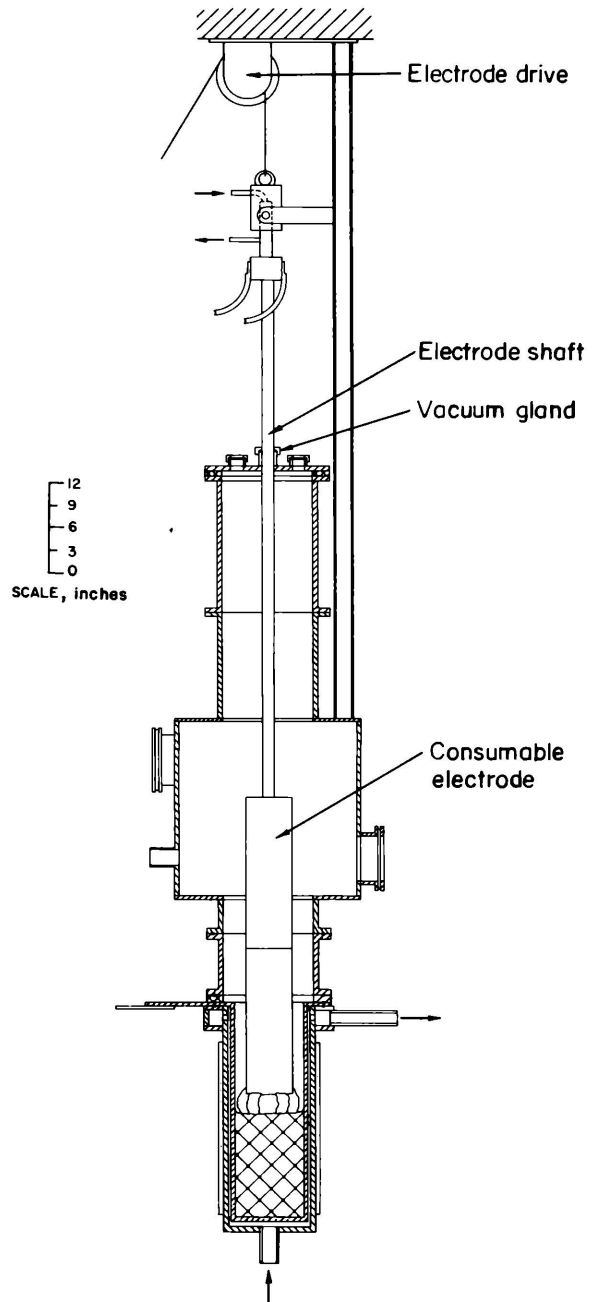 Electrode drive
Electrode shaft
Vacuum gland
12
9
6
3
0
SCALE, inches
Consumable
electrode